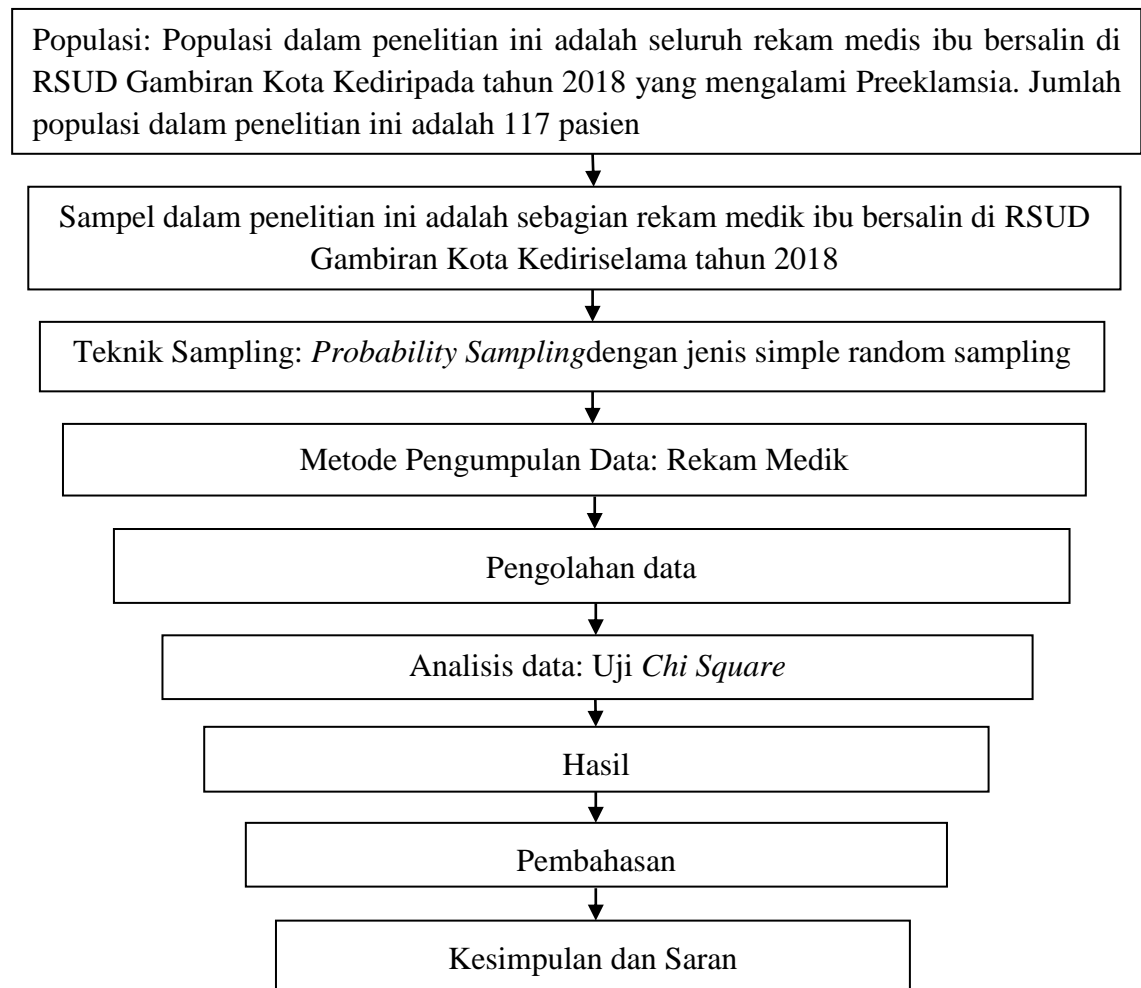 Populasi: Populasi dalam penelitian ini adalah seluruh rekam medis ibu bersalin di
RSUD Gambiran Kota Kediripada tahun 2018 yang mengalami Preeklamsia. Jumlah
populasi dalam penelitian ini adalah 117 pasien
Sampel dalam penelitian ini adalah sebagian rekam medik ibu bersalin di RSUD
Gambiran Kota Kediriselama tahun 2018
Teknik Sampling: Probability Samplingdengan jenis simple random sampling
Metode Pengumpulan Data: Rekam Medik
Pengolahan data
Analisis data: Uji Chi Square
Hasil
Pembahasan
Kesimpulan dan Saran